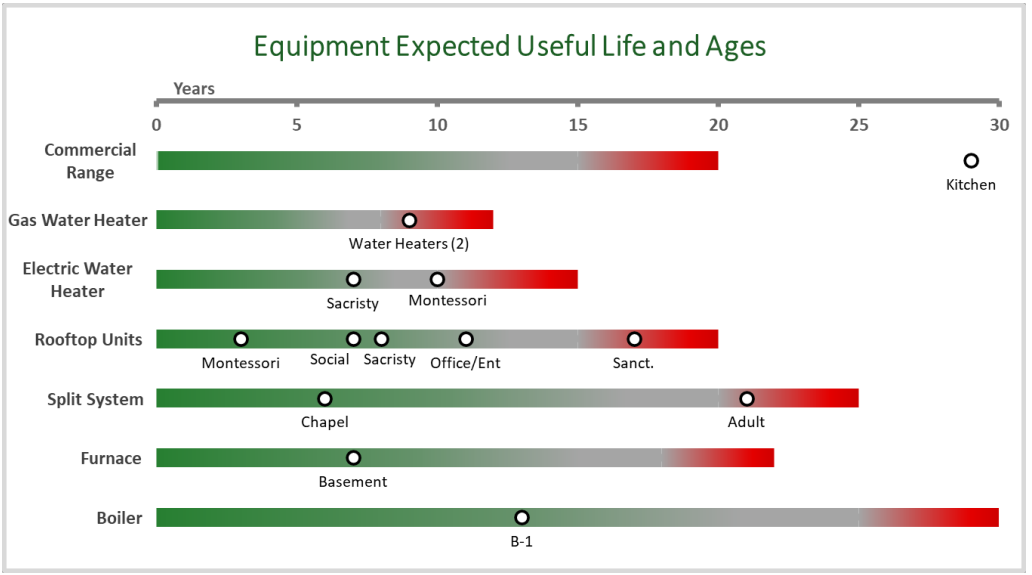 Equipment Expected Useful Life and Ages
Years
0 5 10 15 20 25 30
Commercial
Range
Kitchen
Gas Water Heater
Water Heaters (2)
Electric Water
Heater
Sacristy Montessori
Rooftop Units
Montessori Social Sacristy Office/Ent Sanct.
Split System
Chapel Adult
Furnace
Basement
Boiler
B-1